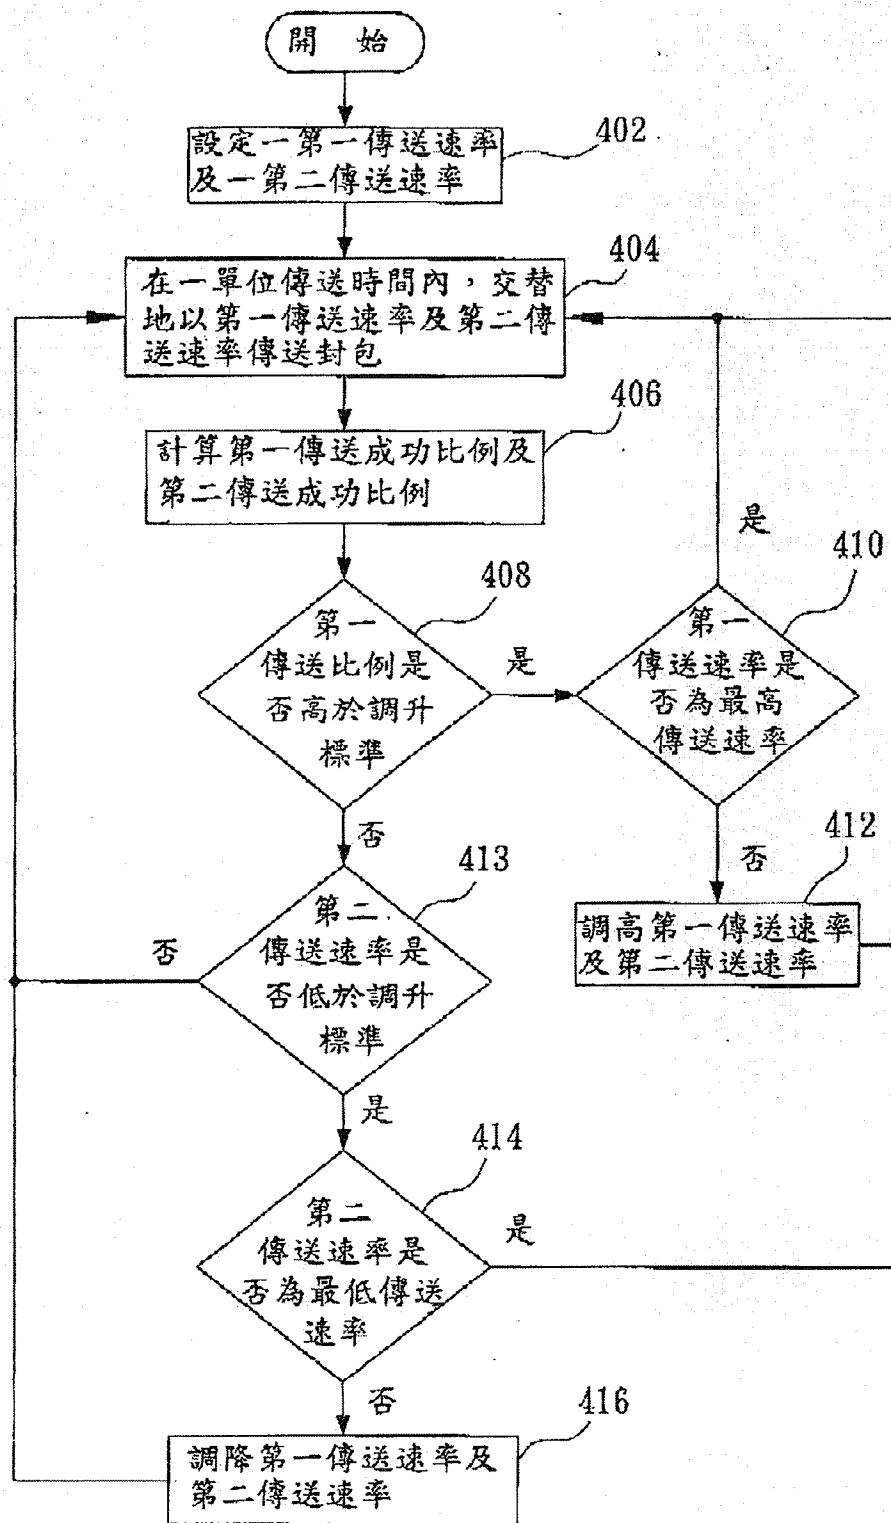 開 始
402
設定一第一傳送速率
及一第二傳送速率
404
在一單位傳送時間內，交替
地以第一傳送速率及第二傳
送速率傳送封包
406
計算第一傳送成功比例及
第二傳送成功比例
408
第一
傳送比例是
否高於調升
標準
是
410
第一
傳送速率是
否為最高
傳送速率
是
否
412
調高第一傳送速率
及第二傳送速率
否
413
第二
傳送速率是
否低於調升
標準
否
是
414
第二
傳送速率是
否為最低傳送
速率
是
否
416
調降第一傳送速率及
第二傳送速率